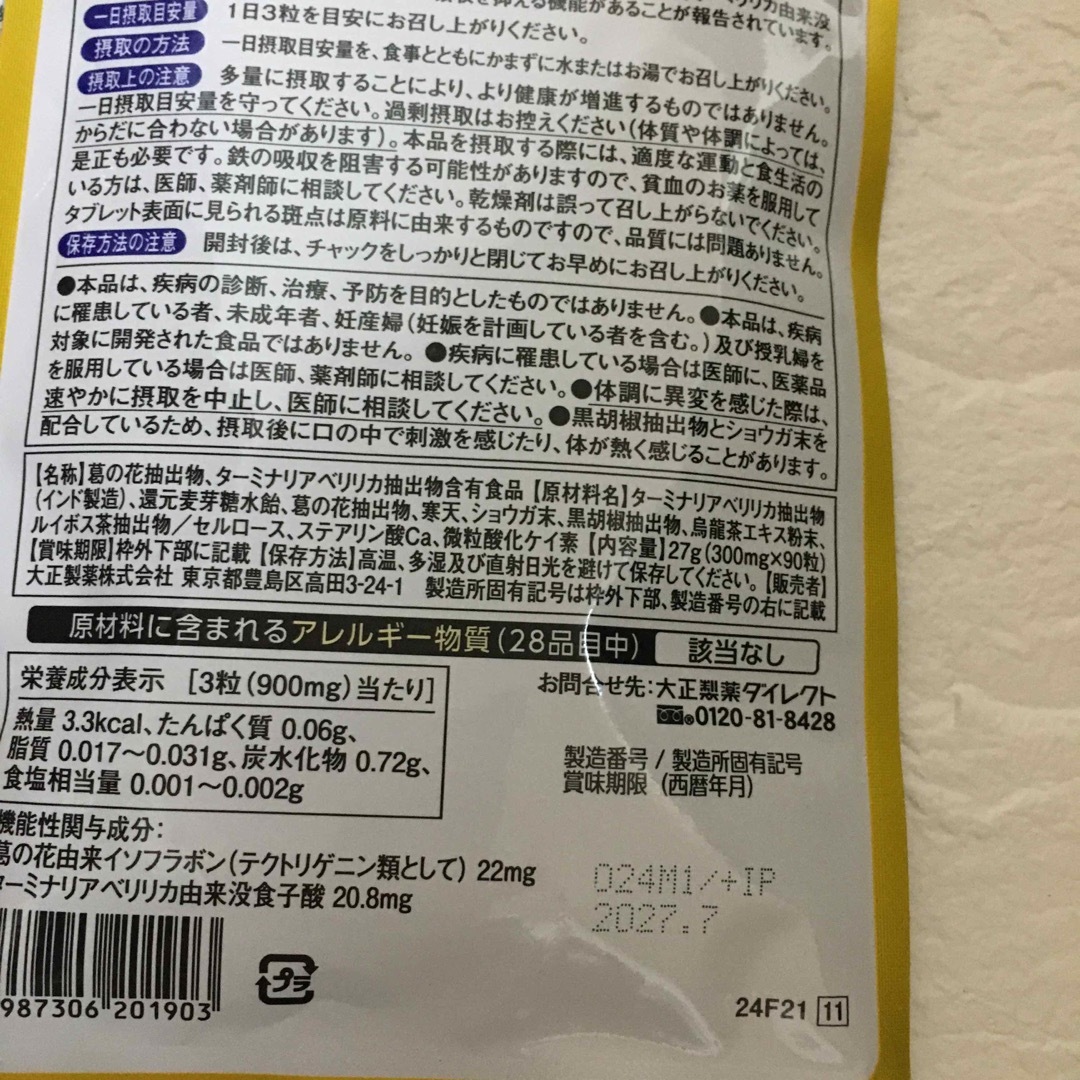 を抑える機能があることが報告されています。
リカ由来没
一日摂取目安量 1日3粒を目安にお召し上がりください。
摂取の方法 一日摂取目安量を、食事とともにかまずに水またはお湯でお召し上がりください。
摂取上の注意 多量に摂取することにより、より健康が増進するものではありません。
一日摂取目安量を守ってください。過剰摂取はお控えください(体質や体調によっては、
からだに合わない場合があります)。本品を摂取する際には、適度な運動と食生活の
是正も必要です。鉄の吸収を阻害する可能性がありますので、貧血のお薬を服用して
いる方は、医師、薬剤師に相談してください。乾燥剤は誤って召し上がらないでください。
タブレット表面に見られる斑点は原料に由来するものですので、品質には問題ありません。
保存方法の注意 開封後は、チャックをしっかりと閉じてお早めにお召し上がりください。
●本品は、疾病の診断、治療、予防を目的としたものではありません。●本品は、疾病
に罹患している者、未成年者、妊産婦(妊娠を計画している者を含む。)及び授乳婦を
対象に開発された食品ではありません。●疾病に罹患している場合は医師に、医薬品
を服用している場合は医師、薬剤師に相談してください。●体調に異変を感じた際は、
速やかに摂取を中止し、医師に相談してください。●黒胡椒抽出物とショウガ末を
配合しているため、摂取後に口の中で刺激を感じたり、体が熱く感じることがあります。
【名称】葛の花抽出物、ターミナリアベリリカ抽出物含有食品 【原材料名】ターミナリアベリリカ抽出物
(インド製造)、還元麦芽糖水飴、葛の花抽出物、寒天、ショウガ末、黒胡椒抽出物、烏龍茶エキス粉末、
ルイボス茶抽出物/セルロース、ステアリン酸Ca、微粒酸化ケイ素 【内容量】27g(300mg×90粒)
【賞味期限】枠外下部に記載 【保存方法】高温、多湿及び直射日光を避けて保存してください。【販売者】
大正製薬株式会社 東京都豊島区高田3-24-1 製造所固有記号は枠外下部、製造番号の右に記載
原材料に含まれるアレルギー物質(28品目中) 該当なし
栄養成分表示 [3粒(900mg)当たり]
熱量 3.3kcal、たんぱく質 0.06g、
脂質 0.017〜0.031g、炭水化物 0.72g、
食塩相当量 0.001〜0.002g
お問合せ先:大正製薬ダイレクト
0120-81-8428
製造番号 / 製造所固有記号
賞味期限 (西暦年月)
機能性関与成分:
葛の花由来イソフラボン(テクトリゲニン類として) 22mg
ターミナリアベリリカ由来没食子酸 20.8mg
024M1/+IP
2027.7
プラ
987306 201903
24F21 11